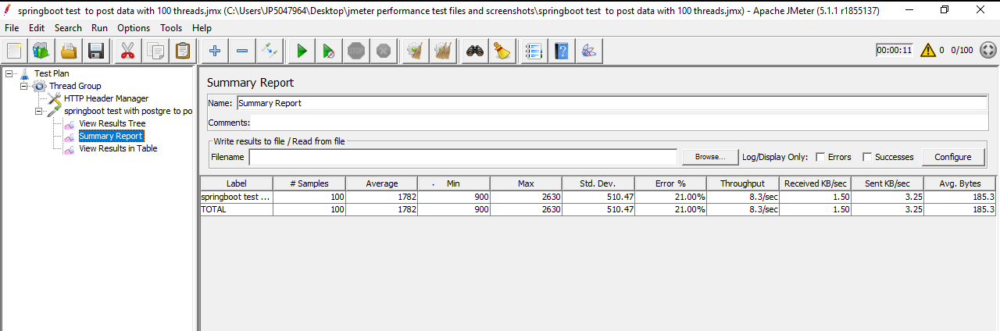 springboot test  to post data with 100 threads.jmx (C:\Users\JP5047964\Desktop\jmeter performance test files and screenshots\springboot test  to post data with 100 threads.jmx) - Apache JMeter (5.1.1 r1855137)
File Edit Search Run Options Tools Help
STOP 00:00:11 0 0/100
Test Plan
Thread Group
HTTP Header Manager
springboot test with postgre to po
View Results Tree
Summary Report
View Results in Table
Summary Report
Name: Summary Report
Comments:
Write results to file / Read from file
Filename Browse... Log/Display Only: Errors Successes Configure
Label # Samples Average Min Max Std. Dev. Error % Throughput Received KB/sec Sent KB/sec Avg. Bytes
springboot test ... 100 1782 900 2630 510.47 21.00% 8.3/sec 1.50 3.25 185.3
TOTAL 100 1782 900 2630 510.47 21.00% 8.3/sec 1.50 3.25 185.3